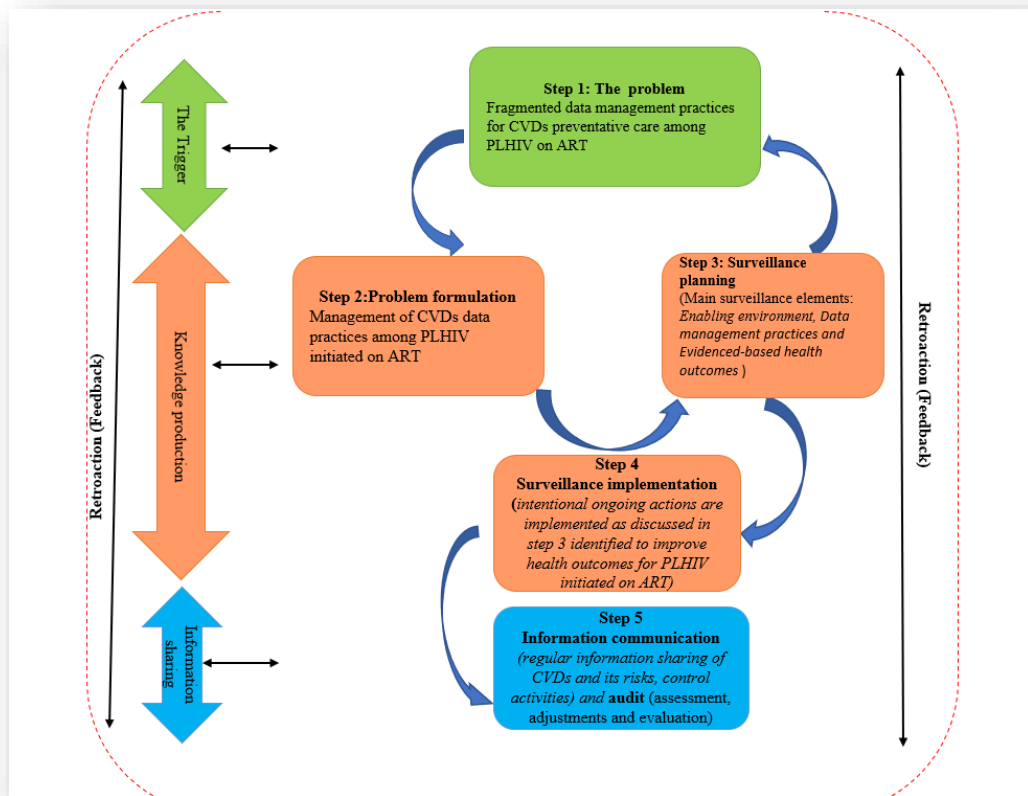 Step 1: The problem
Fragmented data management practices
for CVDs preventative care among
PLHIV on ART
The Trigger
Step 2:Problem formulation
Management of CVDs data
practices among PLHIV
initiated on ART
Step 3: Surveillance
planning
(Main surveillance elements:
Enabling environment, Data
management practices and
Evidenced-based health
outcomes )
Knowledge production
Retroaction (Feedback)
Retroaction (Feedback)
Step 4
Surveillance implementation
(intentional ongoing actions are
implemented as discussed in
step 3 identified to improve
health outcomes for PLHIV
initiated on ART)
Information
sharing
Step 5
Information communication
(regular information sharing of
CVDs and its risks, control
activities) and audit (assessment,
adjustments and evaluation)